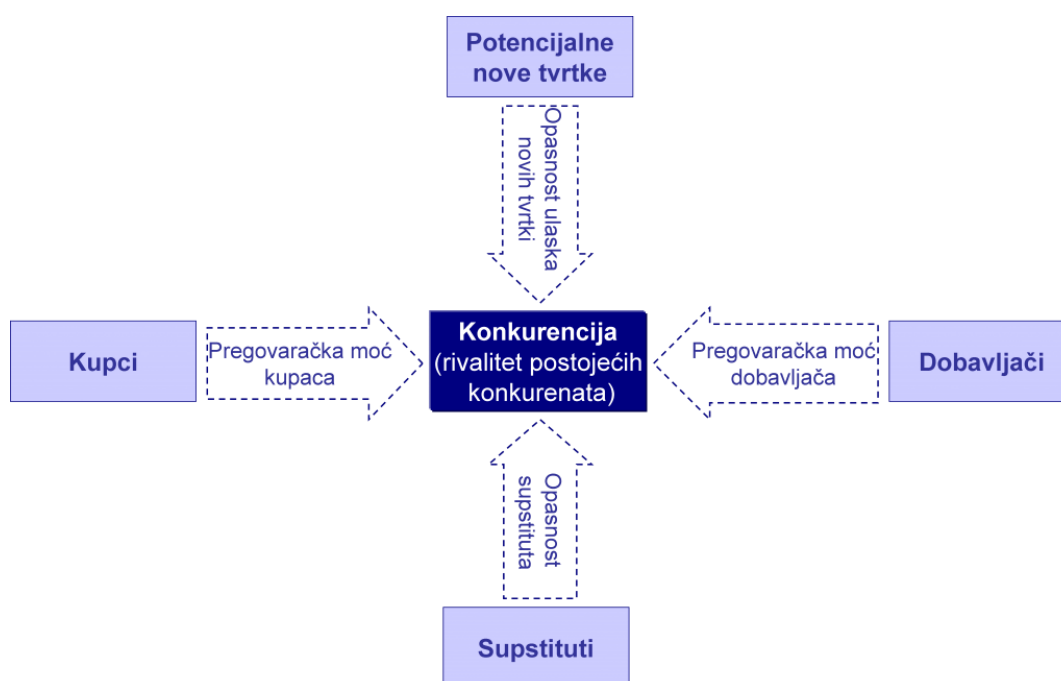 Potencijalne
nove tvrtke
Opasnost ulaska
novih tvrtki
Kupci
Pregovaračka moć
kupaca
Konkurencija
(rivalitet postojećih
konkurenata)
Pregovaračka moć
dobavljača
Dobavljači
Opasnost
supstituta
Supstituti